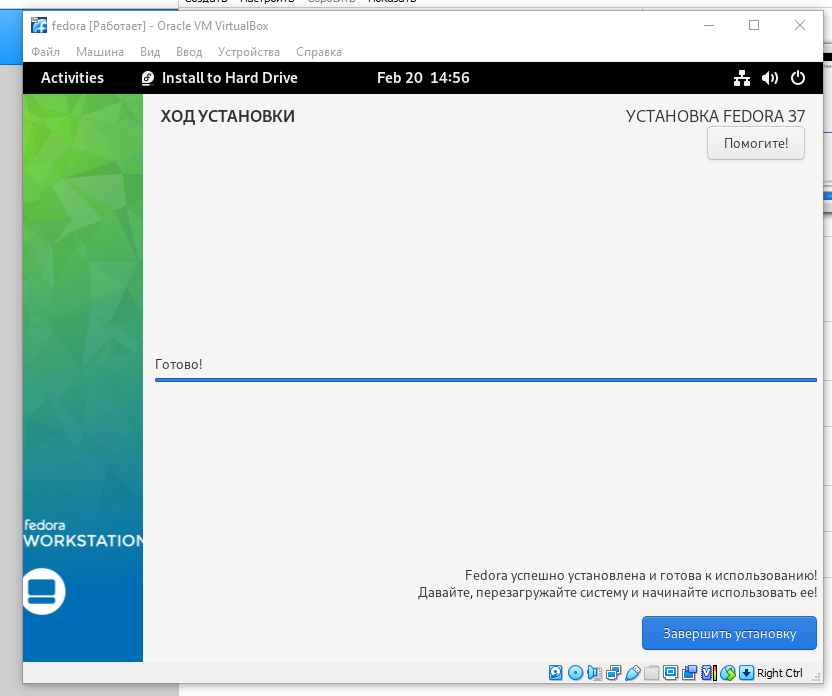 fedora [Работает] - Oracle VM VirtualBox
Файл Машина Вид Ввод Устройства Справка
Activities Install to Hard Drive Feb 20 14:56
ХОД УСТАНОВКИ УСТАНОВКА FEDORA 37
Помогите!
Готово!
fedora
WORKSTATION
Fedora успешно установлена и готова к использованию!
Давайте, перезагружайте систему и начинайте использовать ее!
Завершить установку
Right Ctrl